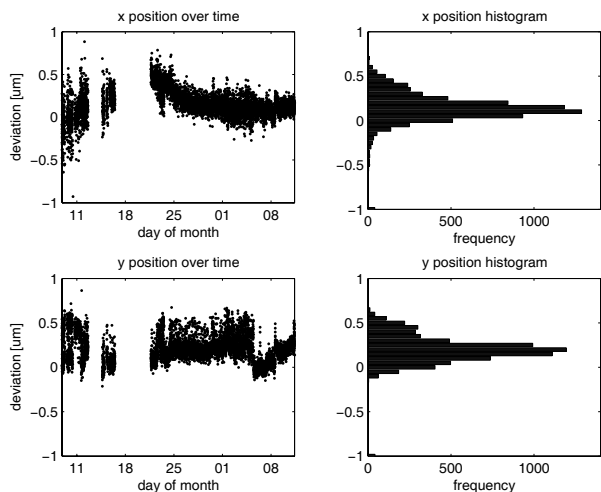 x position over time
1
0.5
0
−0.5
−1
deviation [um]
11 18 25 01 08
day of month
x position histogram
1
0.5
0
−0.5
−1
0 500 1000
frequency
y position over time
1
0.5
0
−0.5
−1
deviation [um]
11 18 25 01 08
day of month
y position histogram
1
0.5
0
−0.5
−1
0 500 1000
frequency